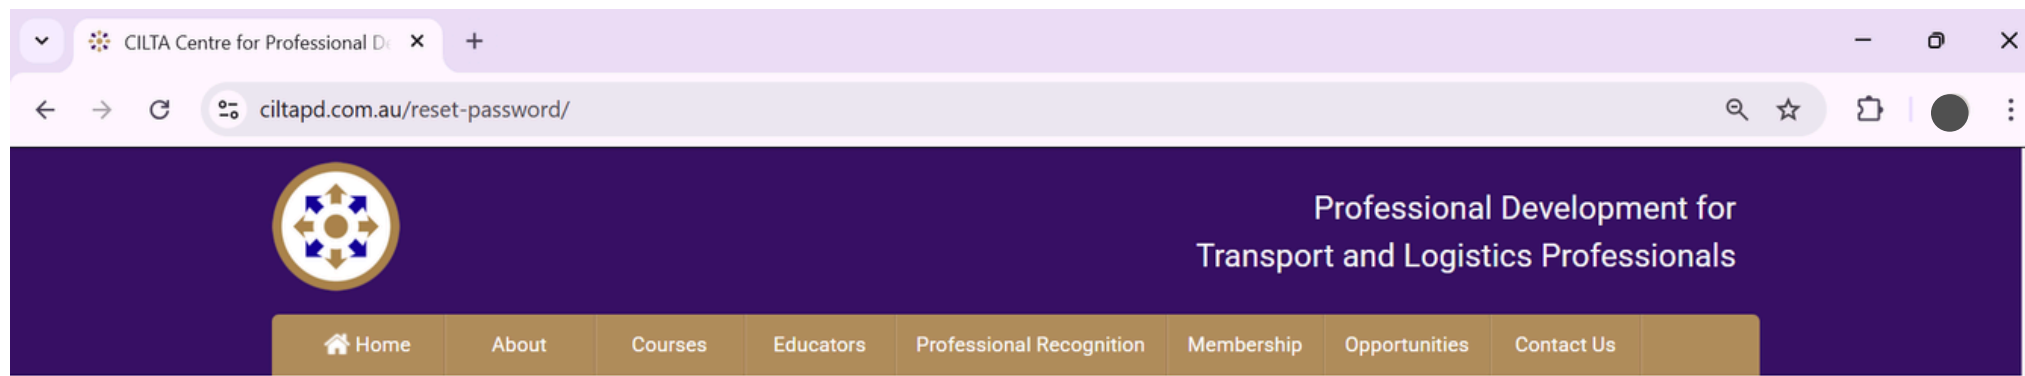 CILTA Centre for Professional De
ciltapd.com.au/reset-password/
Professional Development for
Transport and Logistics Professionals
Home About Courses Educators Professional Recognition Membership Opportunities Contact Us